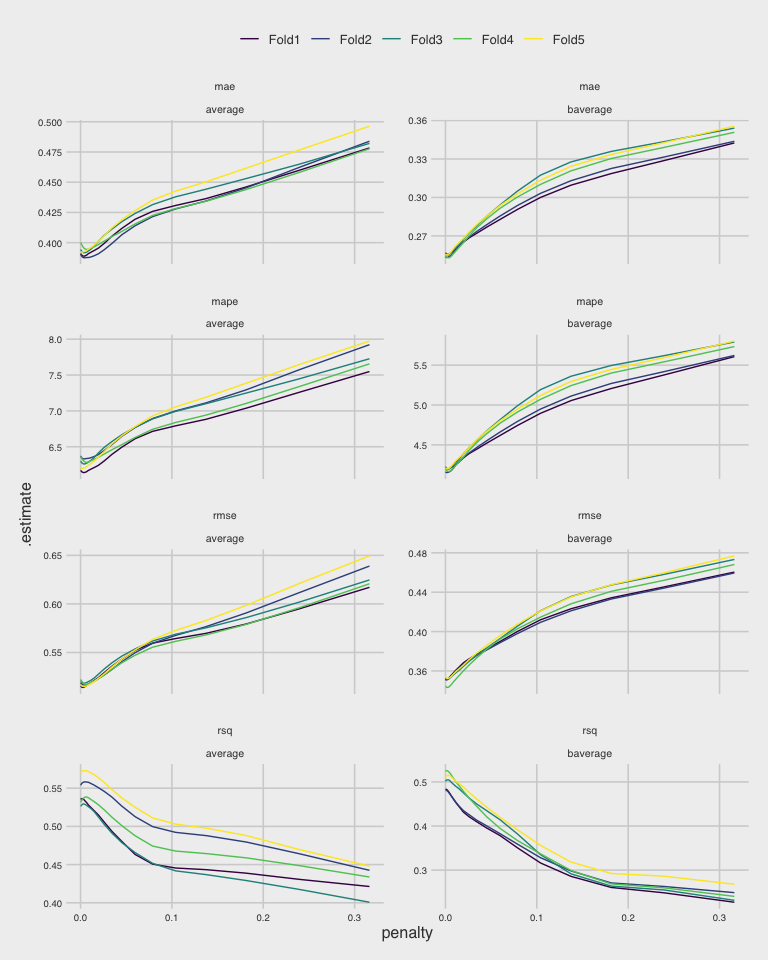 Fold1 Fold2 Fold3 Fold4 Fold5
mae mae
average baverage
0.500 0.36
0.475
0.33
0.450
0.30
0.425
0.400 0.27
mape mape
average baverage
8.0
7.5 5.5
7.0 5.0
6.5 4.5
.estimate
rmse rmse
average baverage
0.65 0.48
0.44
0.60
0.40
0.55
0.36
rsq rsq
average baverage
0.55 0.5
0.50 0.4
0.45 0.3
0.40
0.0 0.1 0.2 0.3 0.0 0.1 0.2 0.3
penalty